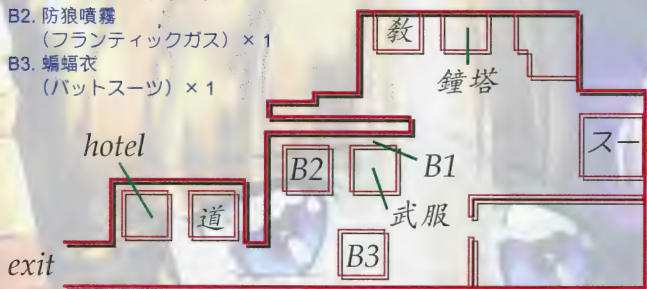 B2. 防狼噴霧
(フランティックガス) × 1
B3. 蝙蝠衣
(バットスーツ) × 1
教
鐘塔
スー
hotel
B2
B1
道
武服
B3
exit